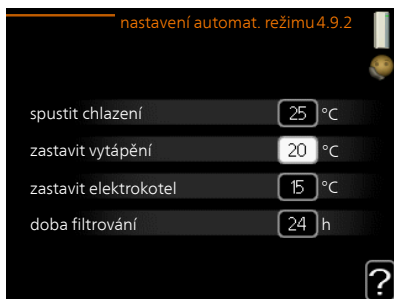 nastavení automat. režimu 4.9.2
spustit chlazení 25 °C
zastavit vytápění 20 °C
zastavit elektrokotel 15 °C
doba filtrování 24 h
?